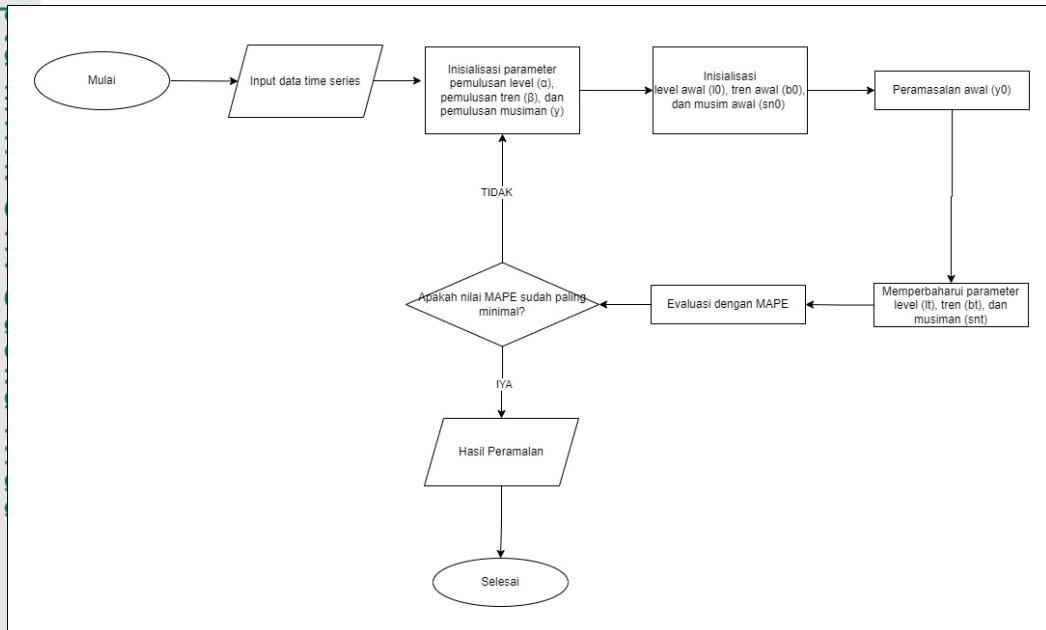 Mulai
Input data time series
Inisialisasi parameter
pemulusan level (α),
pemulusan tren (β), dan
pemulusan musiman (y)
Inisialisasi
level awal (l0), tren awal (b0),
dan musim awal (sn0)
Peramasalan awal (y0)
TIDAK
Apakah nilai MAPE sudah paling
minimal?
Evaluasi dengan MAPE
Memperbaharui parameter
level (lt), tren (bt), dan
musiman (snt)
IYA
Hasil Peramalan
Selesai